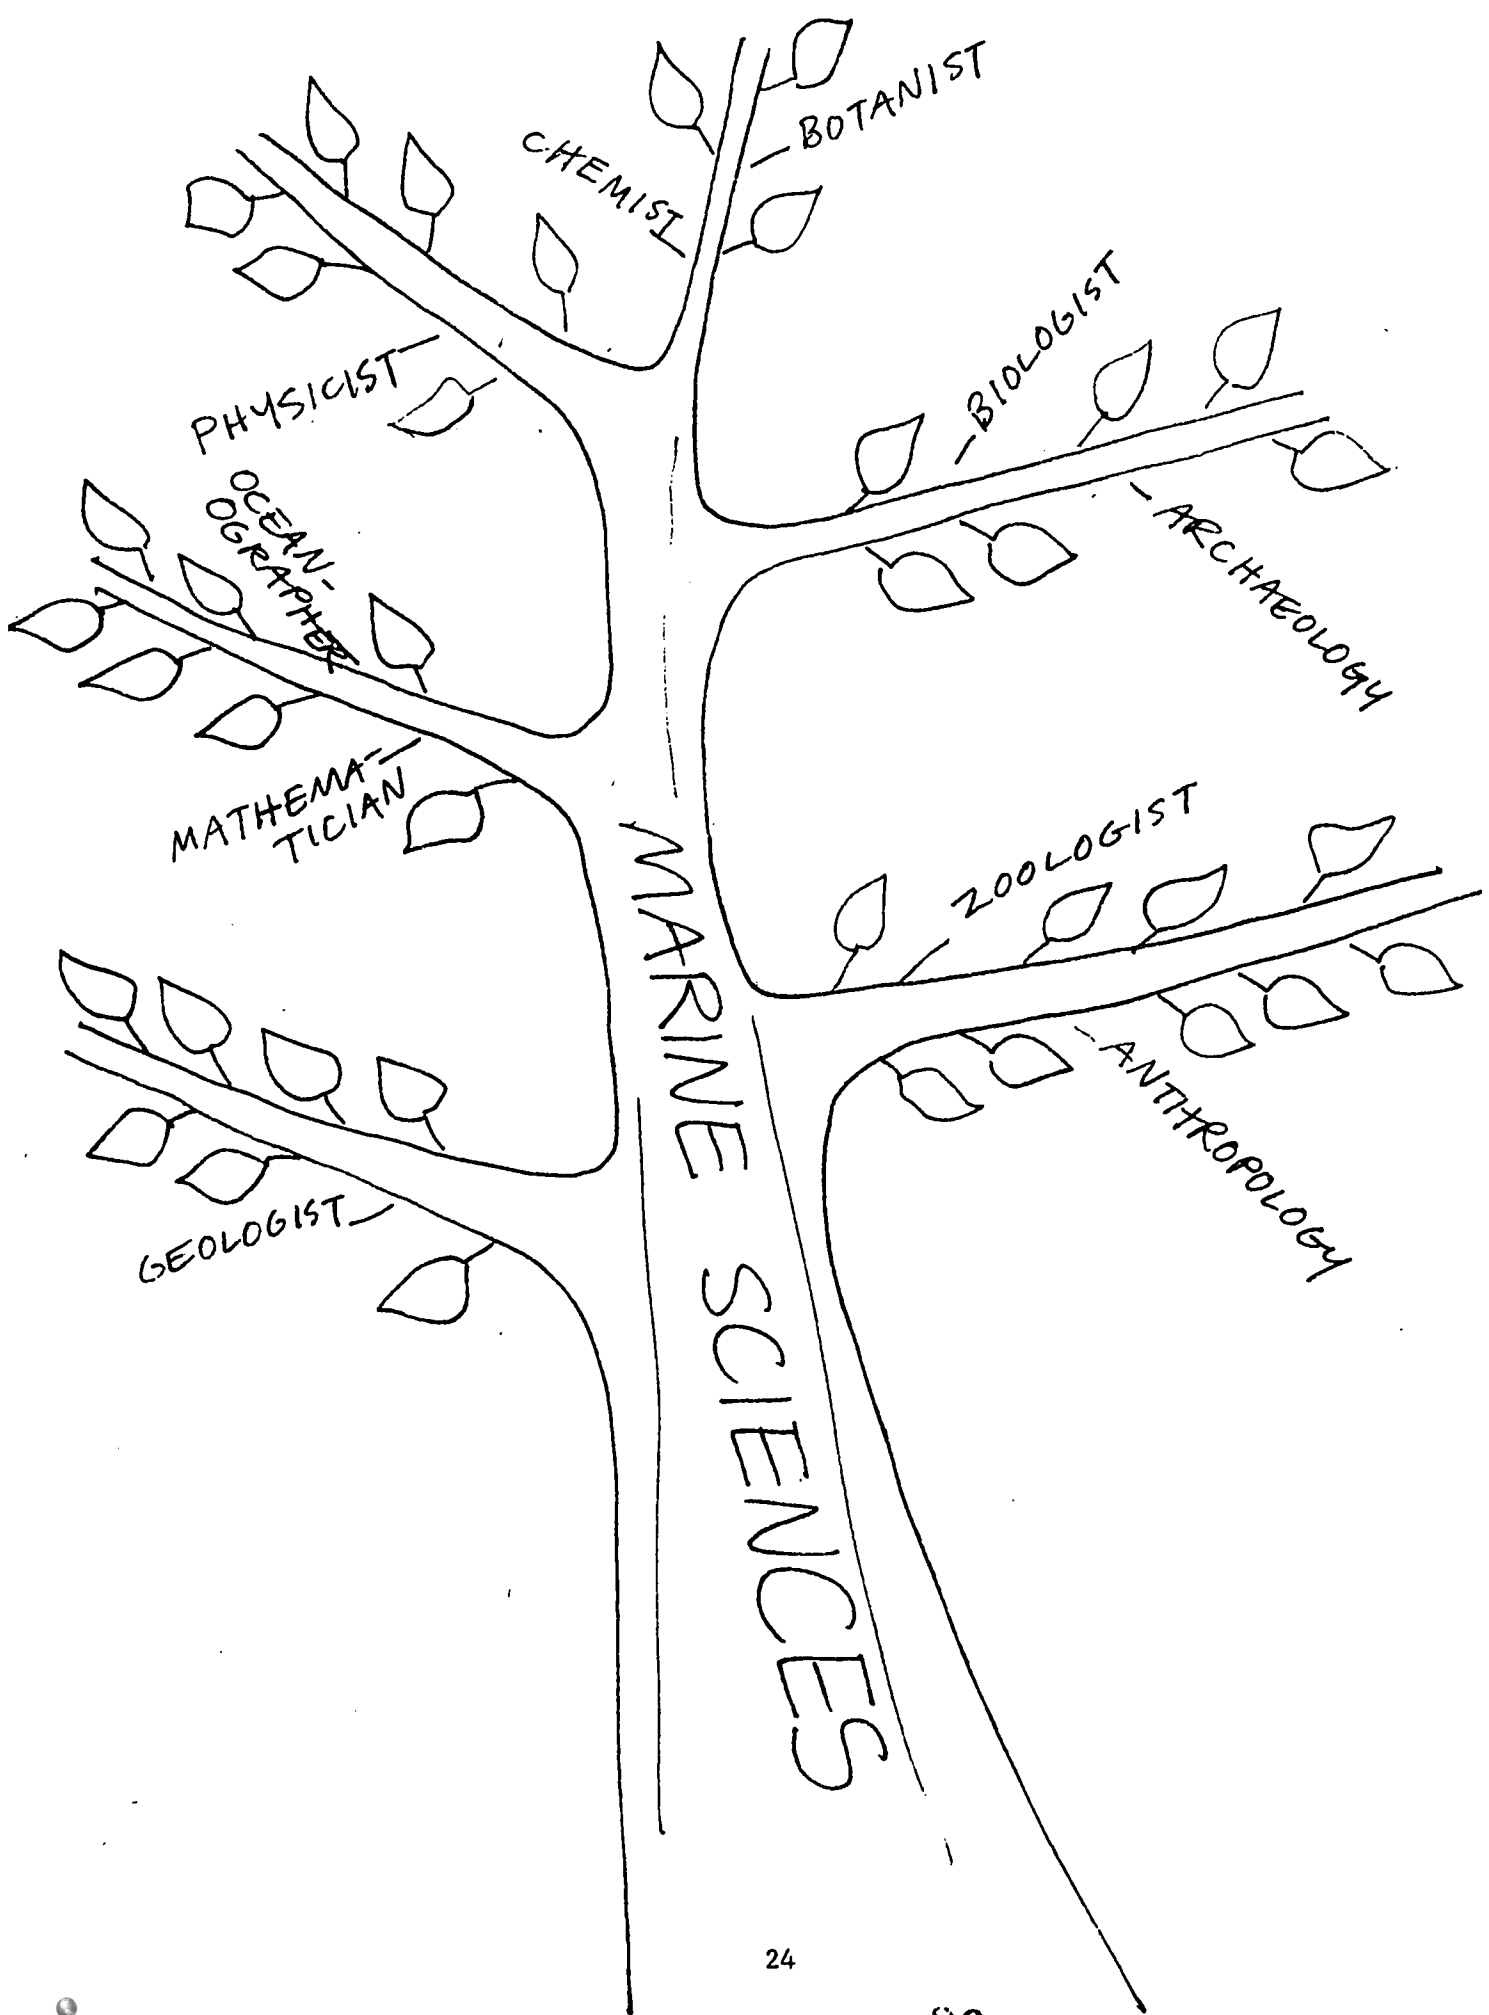 BOTANIST
CHEMIST
BIOLOGIST
PHYSICIST
OCEAN-
OGRAPHER
ARCHAEOLOGY
MATHEMA-
TICIAN
ZOOLOGIST
MARINE SCIENCES
ANTHROPOLOGY
GEOLOGIST
24